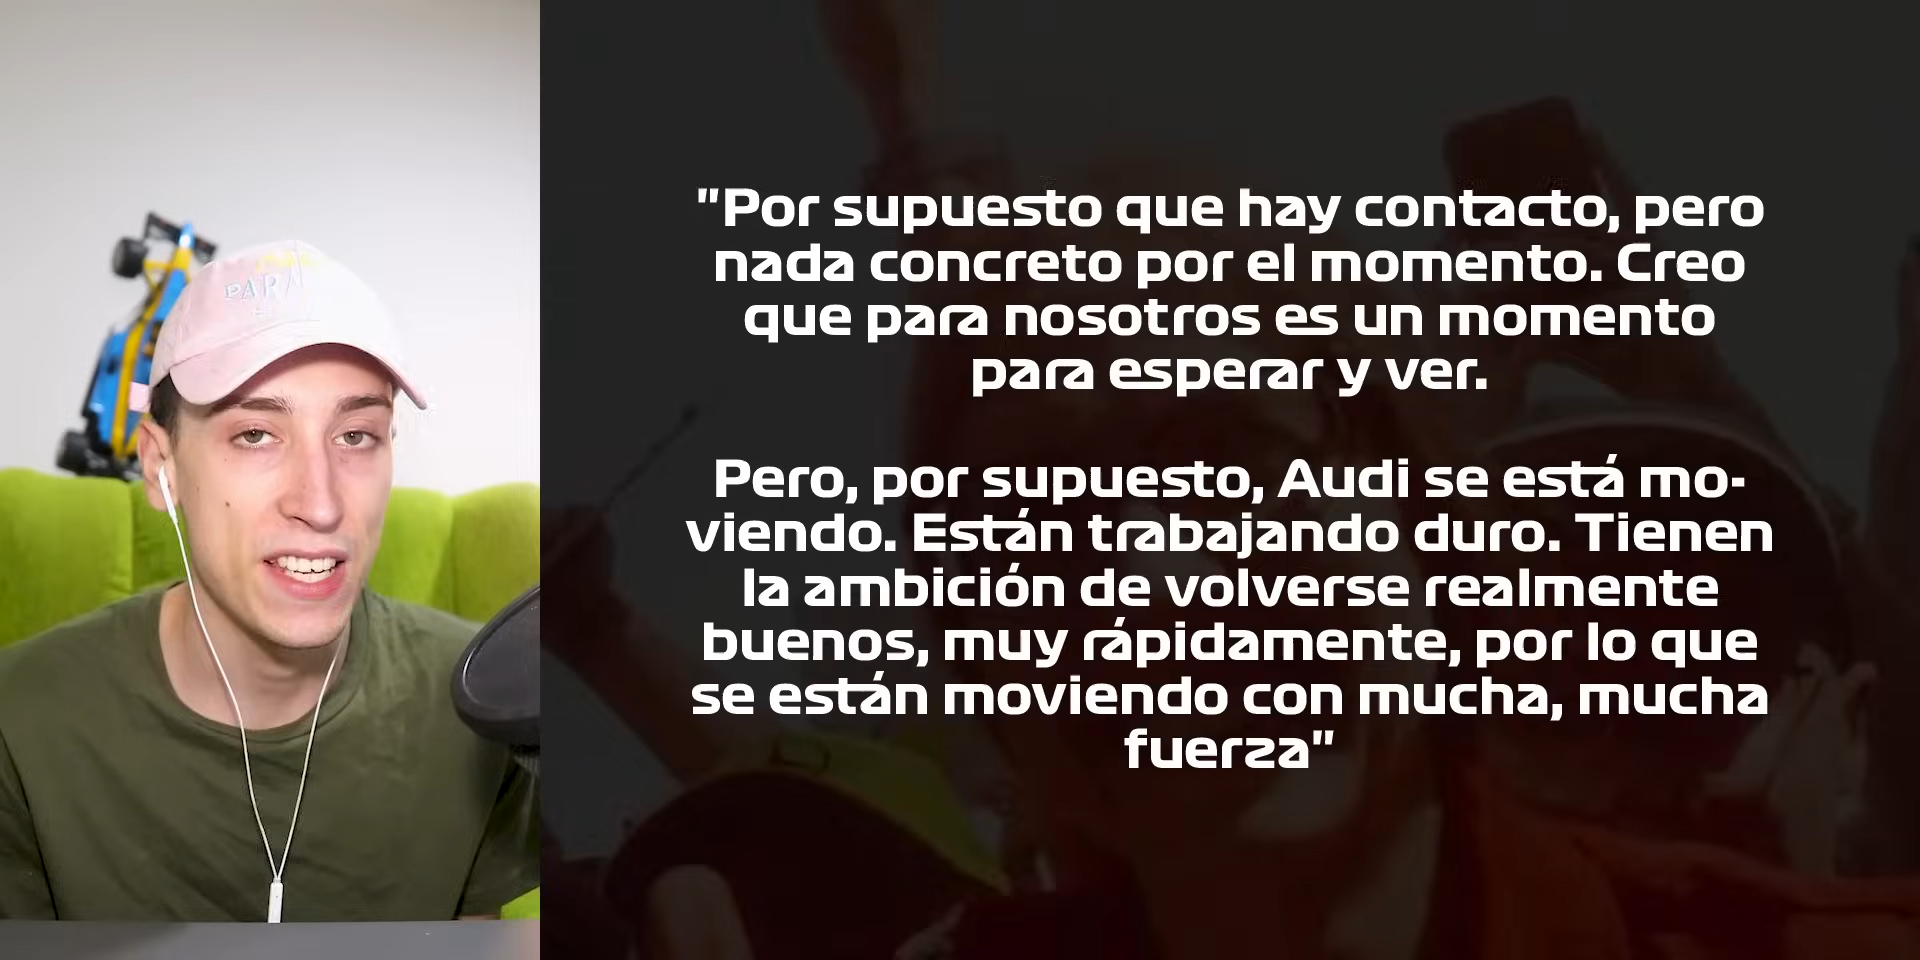 PARA
"Por supuesto que hay contacto, pero
nada concreto por el momento. Creo
que para nosotros es un momento
para esperar y ver.
Pero, por supuesto, Audi se está mo-
viendo. Están trabajando duro. Tienen
la ambición de volverse realmente
buenos, muy rápidamente, por lo que
se están moviendo con mucha, mucha
fuerza"